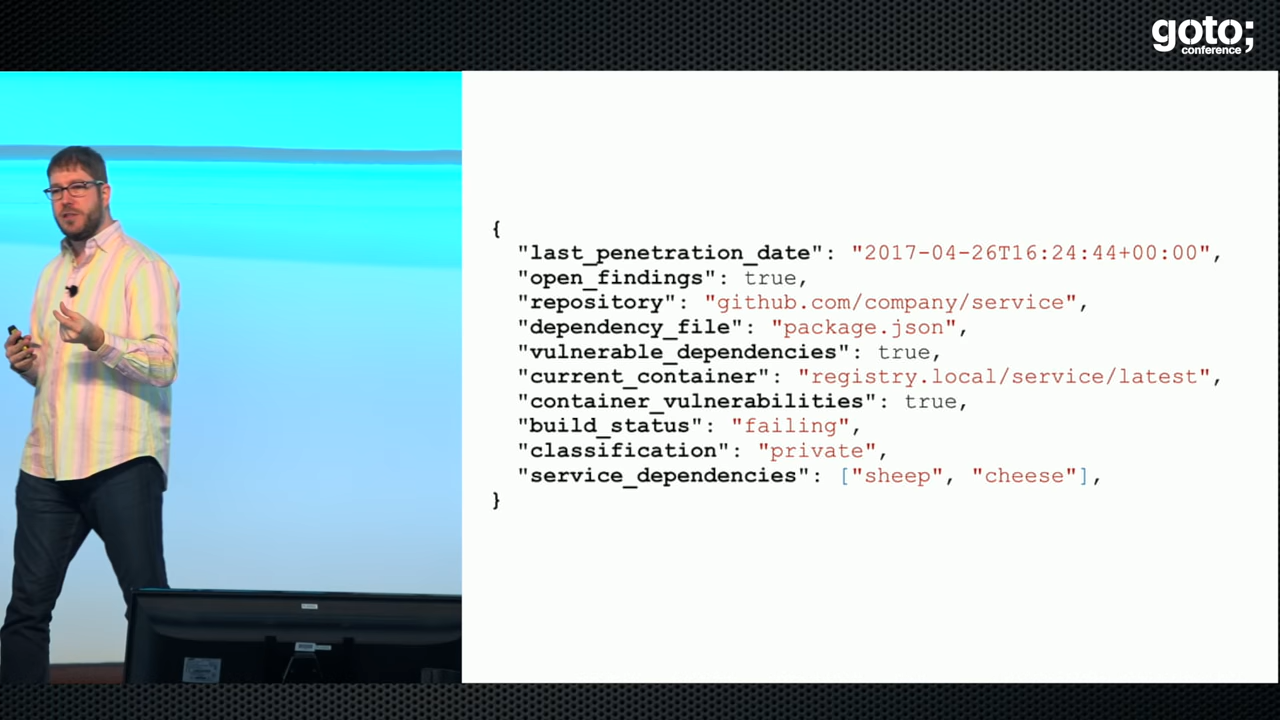 goto;
conference
{
"last_penetration_date": "2017-04-26T16:24:44+00:00",
"open_findings": true,
"repository": "github.com/company/service",
"dependency_file": "package.json",
"vulnerable_dependencies": true,
"current_container": "registry.local/service/latest",
"container_vulnerabilities": true,
"build_status": "failing",
"classification": "private",
"service_dependencies": ["sheep", "cheese"],
}